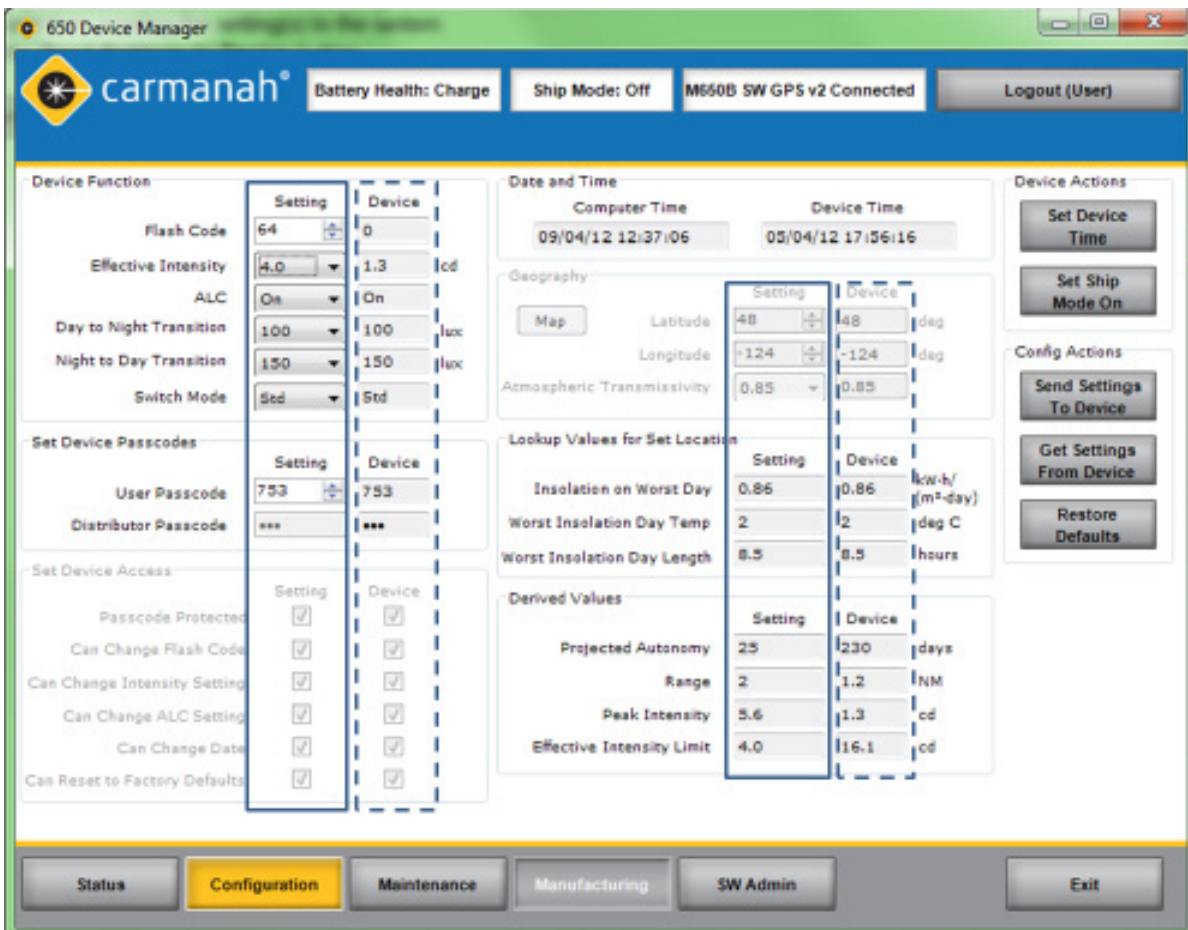 650 Device Manager
carmanah®
Battery Health: Charge
Ship Mode: Off
M650B SW GPS v2 Connected
Logout (User)
Device Function
Setting Device
Flash Code 64 0
Effective Intensity 4.0 1.3 cd
ALC On On
Day to Night Transition 100 100 lux
Night to Day Transition 150 150 lux
Switch Mode Std Std
Set Device Passcodes
Setting Device
User Passcode 753 753
Distributor Passcode ••• •••
Set Device Access
Setting Device
Passcode Protected
Can Change Flash Code
Can Change Intensity Setting
Can Change ALC Setting
Can Change Date
Can Reset to Factory Defaults
Date and Time
Computer Time Device Time
09/04/12 12:37:06 05/04/12 17:56:16
Geography
Setting Device
Map Latitude 48 48 deg
Longitude -124 -124 deg
Atmospheric Transmissivity 0.85 0.85
Lookup Values for Set Location
Setting Device
Insolation on Worst Day 0.86 0.86 kW-h/
(m²-day)
Worst Insolation Day Temp 2 2 deg C
Worst Insolation Day Length 8.5 8.5 hours
Derived Values
Setting Device
Projected Autonomy 25 230 days
Range 2 1.2 NM
Peak Intensity 5.6 1.3 cd
Effective Intensity Limit 4.0 16.1 cd
Device Actions
Set Device
Time
Set Ship
Mode On
Config Actions
Send Settings
To Device
Get Settings
From Device
Restore
Defaults
Status
Configuration
Maintenance
Manufacturing
SW Admin
Exit